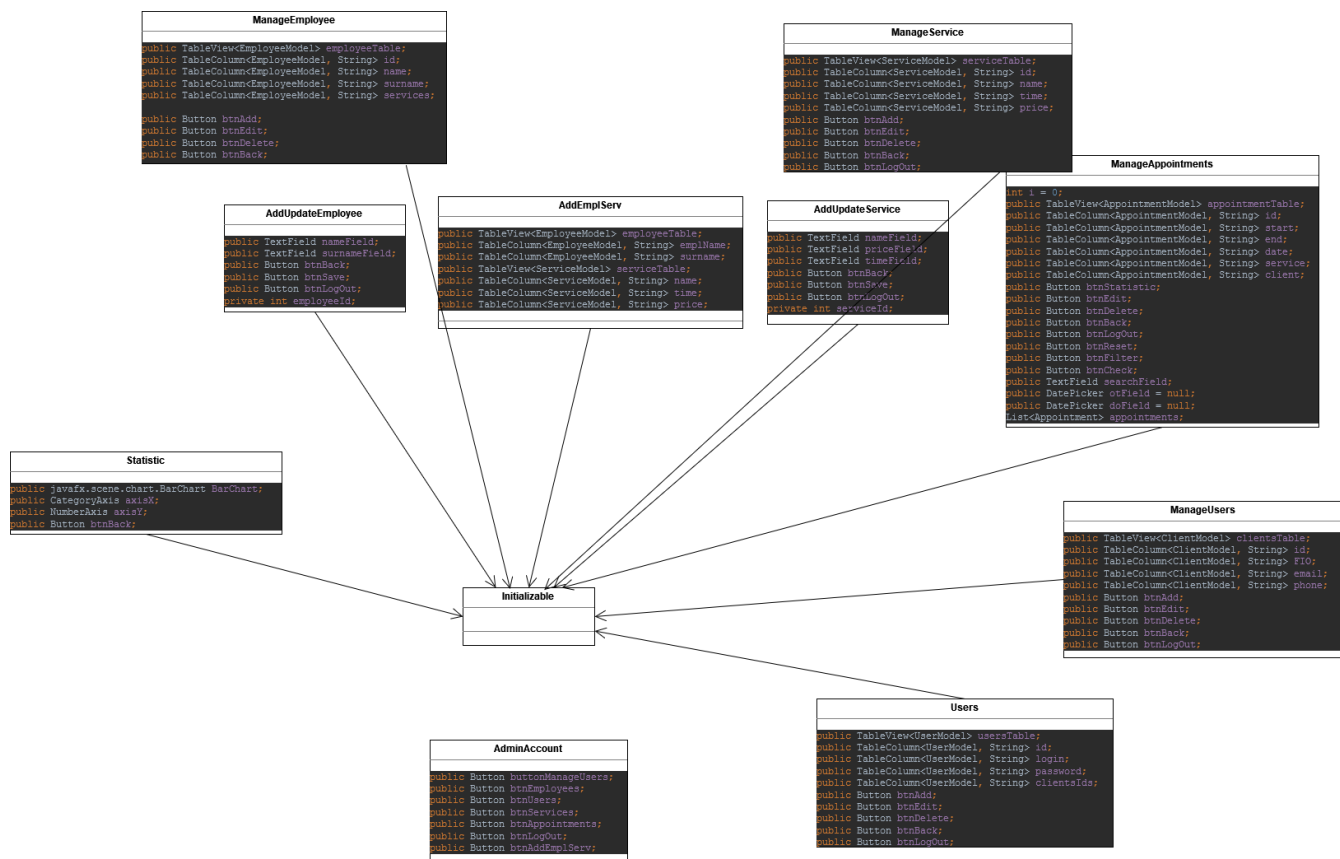 ManageEmployee
public TableView<EmployeeModel> employeeTable;
public TableColumn<EmployeeModel, String> id;
public TableColumn<EmployeeModel, String> name;
public TableColumn<EmployeeModel, String> surname;
public TableColumn<EmployeeModel, String> services;
public Button btnAdd;
public Button btnEdit;
public Button btnDelete;
public Button btnBack;
ManageService
public TableView<ServiceModel> serviceTable;
public TableColumn<ServiceModel, String> id;
public TableColumn<ServiceModel, String> name;
public TableColumn<ServiceModel, String> time;
public TableColumn<ServiceModel, String> price;
public Button btnAdd;
public Button btnEdit;
public Button btnDelete;
public Button btnBack;
public Button btnLogOut;
ManageAppointments
int i = 0;
public TableView<AppointmentModel> appointmentTable;
public TableColumn<AppointmentModel, String> id;
public TableColumn<AppointmentModel, String> start;
public TableColumn<AppointmentModel, String> end;
public TableColumn<AppointmentModel, String> date;
public TableColumn<AppointmentModel, String> service;
public TableColumn<AppointmentModel, String> client;
public Button btnStatistic;
public Button btnEdit;
public Button btnDelete;
public Button btnBack;
public Button btnLogOut;
public Button btnReset;
public Button btnFilter;
public Button btnCheck;
public TextField searchField;
public DatePicker otField = null;
public DatePicker doField = null;
List<Appointment> appointments;
AddUpdateEmployee
public TextField nameField;
public TextField surnameField;
public Button btnBack;
public Button btnSave;
public Button btnLogOut;
private int employeeId;
AddEmplServ
public TableView<EmployeeModel> employeeTable;
public TableColumn<EmployeeModel, String> emplName;
public TableColumn<EmployeeModel, String> surname;
public TableView<ServiceModel> serviceTable;
public TableColumn<ServiceModel, String> name;
public TableColumn<ServiceModel, String> time;
public TableColumn<ServiceModel, String> price;
AddUpdateService
public TextField nameField;
public TextField priceField;
public TextField timeField;
public Button btnBack;
public Button btnSave;
public Button btnLogOut;
private int serviceId;
Statistic
public javafx.scene.chart.BarChart BarChart;
public CategoryAxis axisX;
public NumberAxis axisY;
public Button btnBack;
ManageUsers
public TableView<ClientModel> clientsTable;
public TableColumn<ClientModel, String> id;
public TableColumn<ClientModel, String> FIO;
public TableColumn<ClientModel, String> email;
public TableColumn<ClientModel, String> phone;
public Button btnAdd;
public Button btnEdit;
public Button btnDelete;
public Button btnBack;
public Button btnLogOut;
Initializable
Users
public TableView<UserModel> usersTable;
public TableColumn<UserModel, String> id;
public TableColumn<UserModel, String> login;
public TableColumn<UserModel, String> password;
public TableColumn<UserModel, String> clientsIds;
public Button btnAdd;
public Button btnEdit;
public Button btnDelete;
public Button btnBack;
public Button btnLogOut;
AdminAccount
public Button buttonManageUsers;
public Button btnEmployees;
public Button btnUsers;
public Button btnServices;
public Button btnAppointments;
public Button btnLogOut;
public Button btnAddEmplServ;